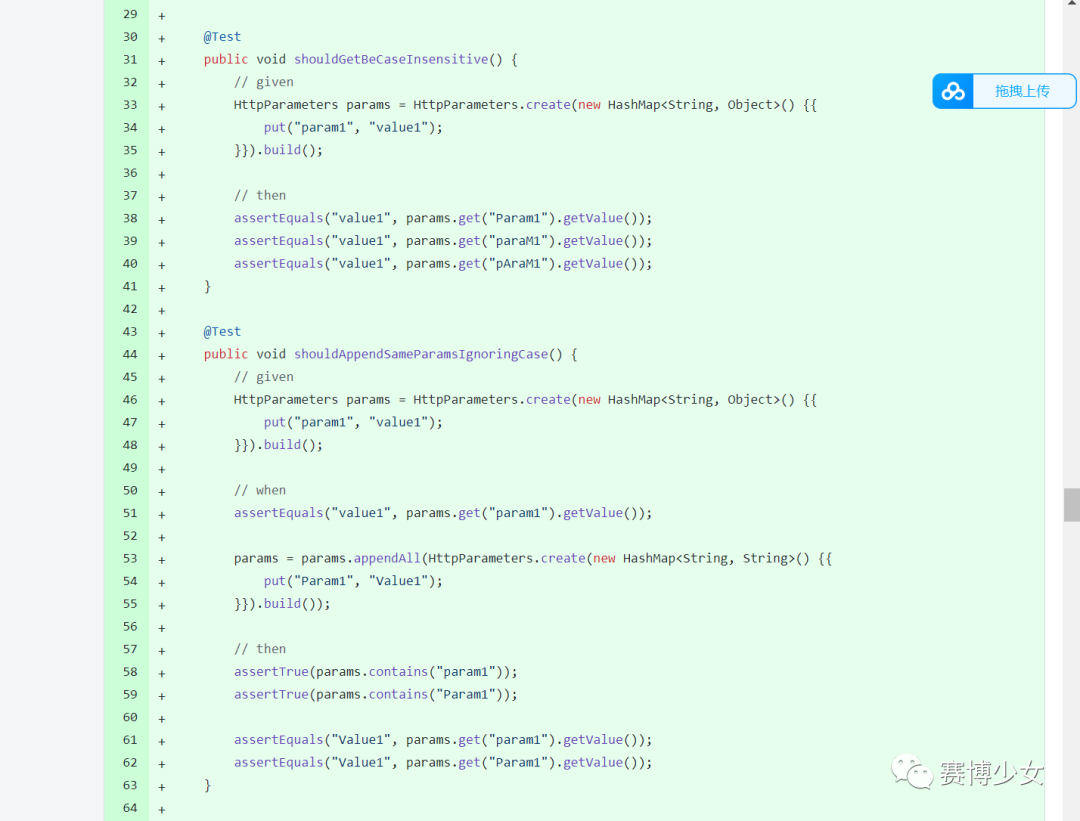 29 +
30 + @Test
31 + public void shouldGetBeCaseInsensitive() {
32 + // given
33 + HttpParameters params = HttpParameters.create(new HashMap<String, Object>() {{
34 + put("param1", "value1");
35 + }}).build();
36 +
37 + // then
38 + assertEquals("value1", params.get("Param1").getValue());
39 + assertEquals("value1", params.get("paraM1").getValue());
40 + assertEquals("value1", params.get("pAraM1").getValue());
41 + }
42 +
43 + @Test
44 + public void shouldAppendSameParamsIgnoringCase() {
45 + // given
46 + HttpParameters params = HttpParameters.create(new HashMap<String, Object>() {{
47 + put("param1", "value1");
48 + }}).build();
49 +
50 + // when
51 + assertEquals("value1", params.get("param1").getValue());
52 +
53 + params = params.appendAll(HttpParameters.create(new HashMap<String, String>() {{
54 + put("Param1", "Value1");
55 + }}).build());
56 +
57 + // then
58 + assertTrue(params.contains("param1"));
59 + assertTrue(params.contains("Param1"));
60 +
61 + assertEquals("Value1", params.get("param1").getValue());
62 + assertEquals("Value1", params.get("Param1").getValue());
63 + }
64 +
拖拽上传
赛博少女